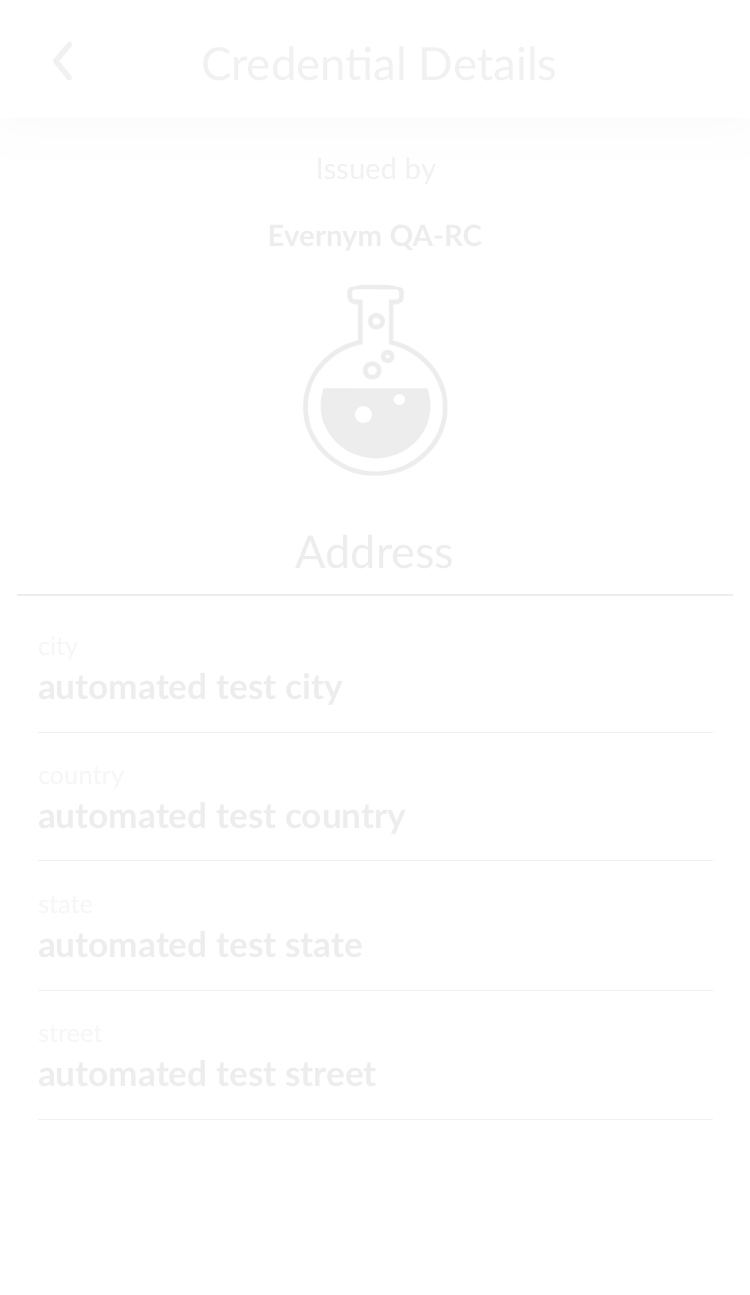 Credential Details
Issued by
Evernym QA-RC
Address
city
automated test city
country
automated test country
state
automated test state
street
automated test street